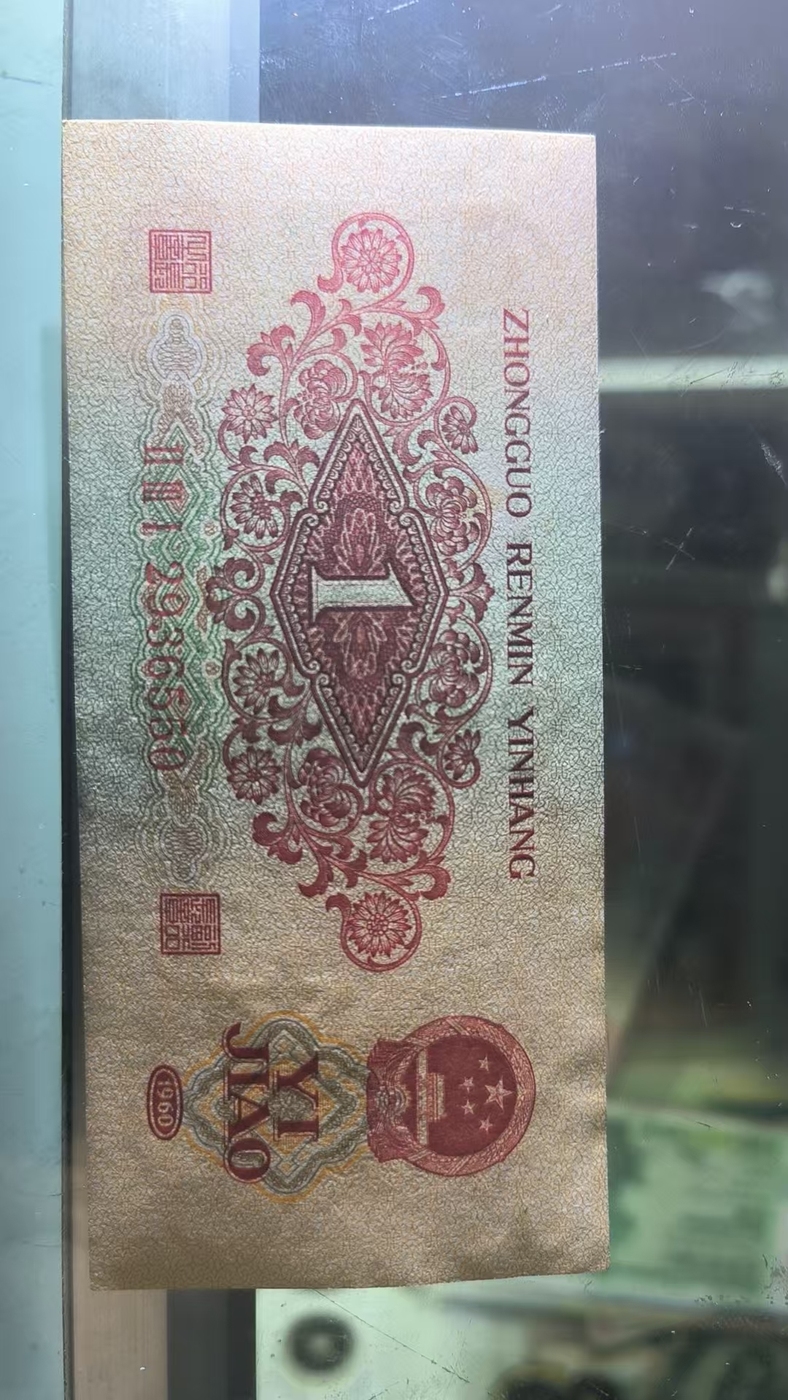 ZHONGGUO RENMIN YINHANG
1
II III I 2936550
YI
JIAO
1960